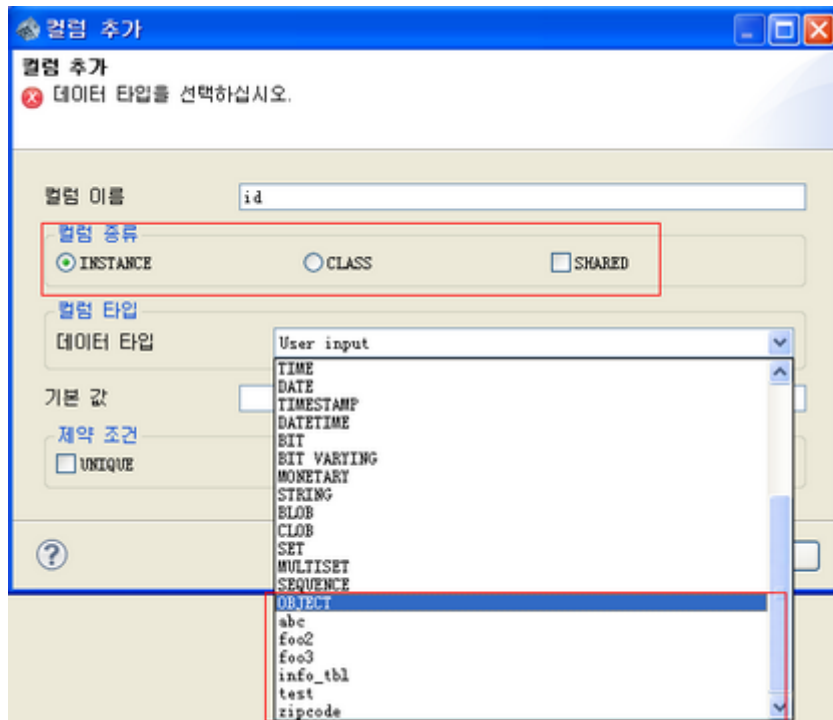 컬럼 추가
컬럼 추가
데이터 타입을 선택하십시오.
컬럼 이름 id
컬럼 종류
INSTANCE CLASS SHARED
컬럼 타입
데이터 타입 User input
TIME
DATE
기본 값
TIMESTAMP
DATETIME
제약 조건
BIT
UNIQUE BIT VARYING
MONETARY
STRING
BLOB
CLOB
SET
MULTISET
SEQUENCE
OBJECT
abc
foo2
foo3
info_tbl
test
zipcode